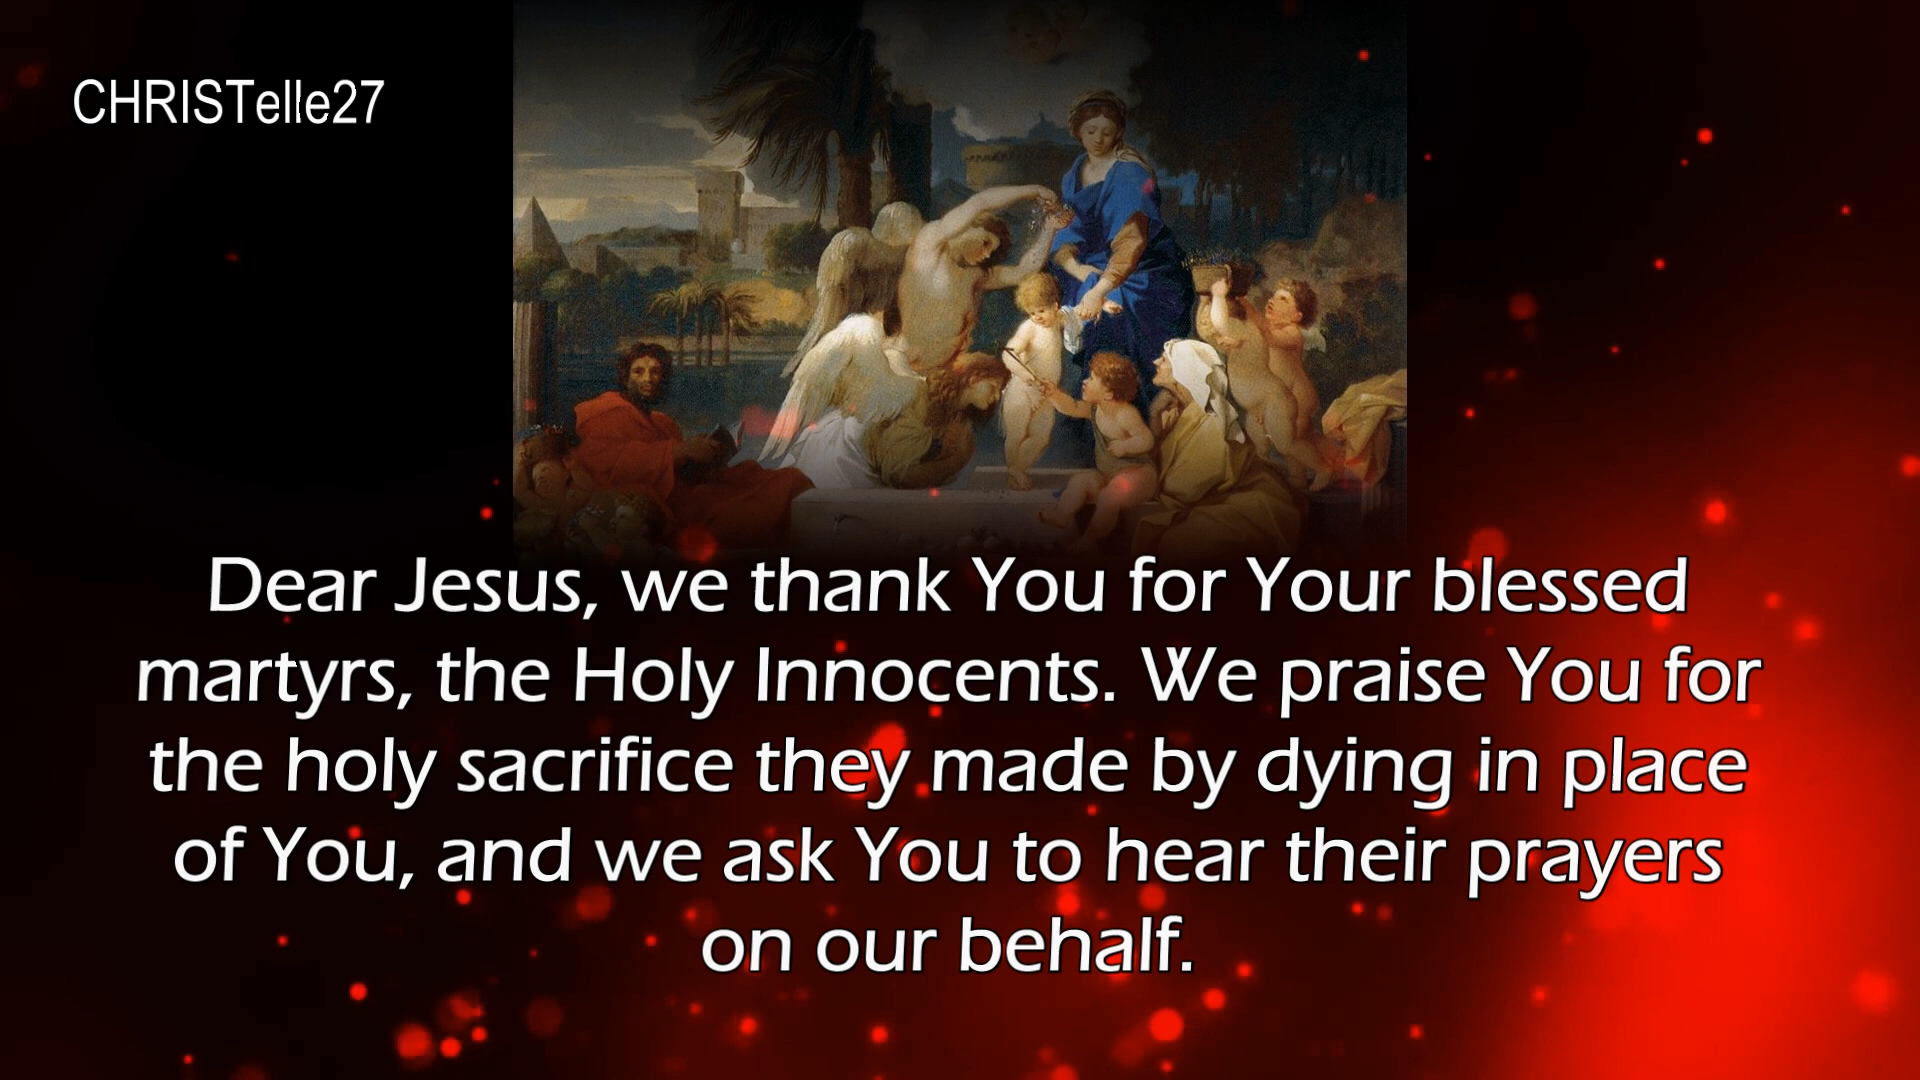 CHRISTelle27
Dear Jesus, we thank You for Your blessed
martyrs, the Holy Innocents. We praise You for
the holy sacrifice they made by dying in place
of You, and we ask You to hear their prayers
on our behalf.